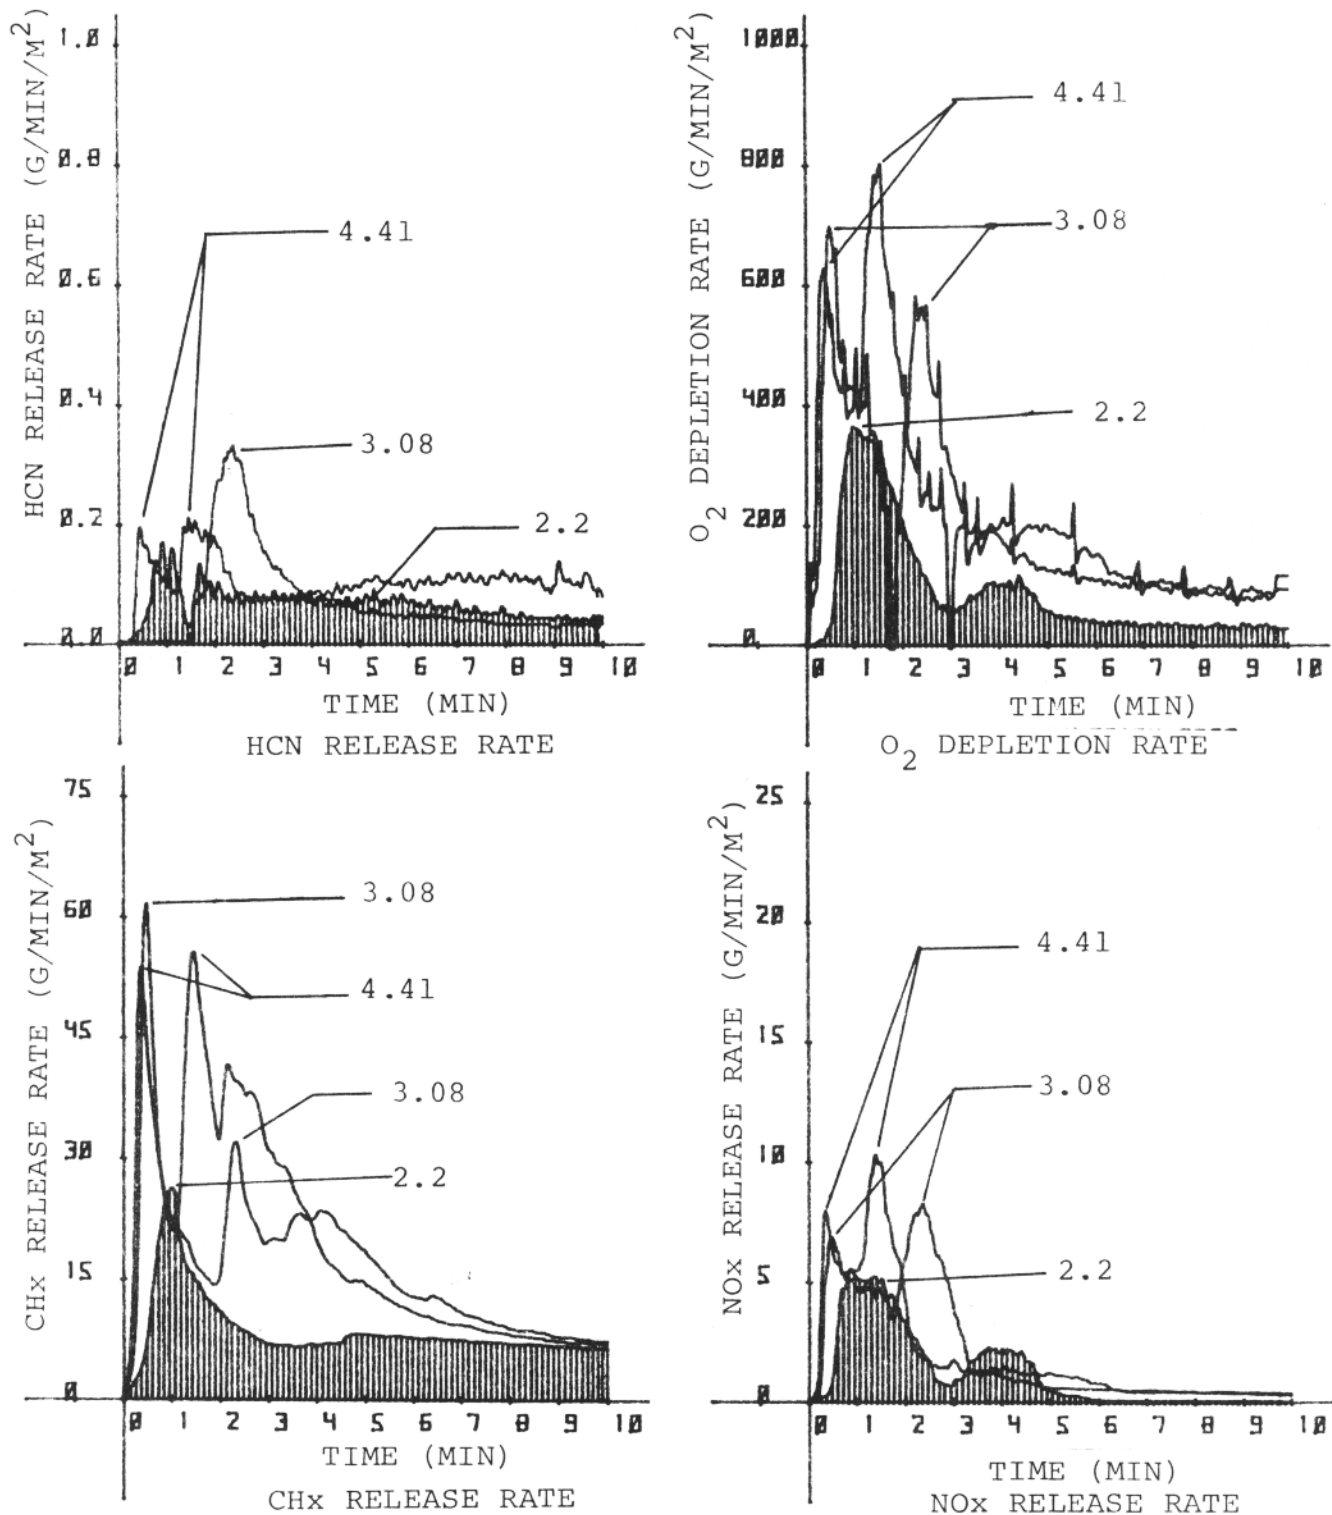 HCN RELEASE RATE (G/MIN/M²)
1.0
0.8
0.6
0.4
0.2
0.0
4.41
3.08
2.2
0 1 2 3 4 5 6 7 8 9 10
TIME (MIN)
HCN RELEASE RATE
O₂ DEPLETION RATE (G/MIN/M²)
1000
800
600
400
200
0
4.41
3.08
2.2
0 1 2 3 4 5 6 7 8 9 10
TIME (MIN)
O₂ DEPLETION RATE
CHx RELEASE RATE (G/MIN/M²)
75
60
45
30
15
0
3.08
4.41
3.08
2.2
0 1 2 3 4 5 6 7 8 9 10
TIME (MIN)
CHx RELEASE RATE
NOx RELEASE RATE (G/MIN/M²)
25
20
15
10
5
0
4.41
3.08
2.2
0 1 2 3 4 5 6 7 8 9 10
TIME (MIN)
NOx RELEASE RATE